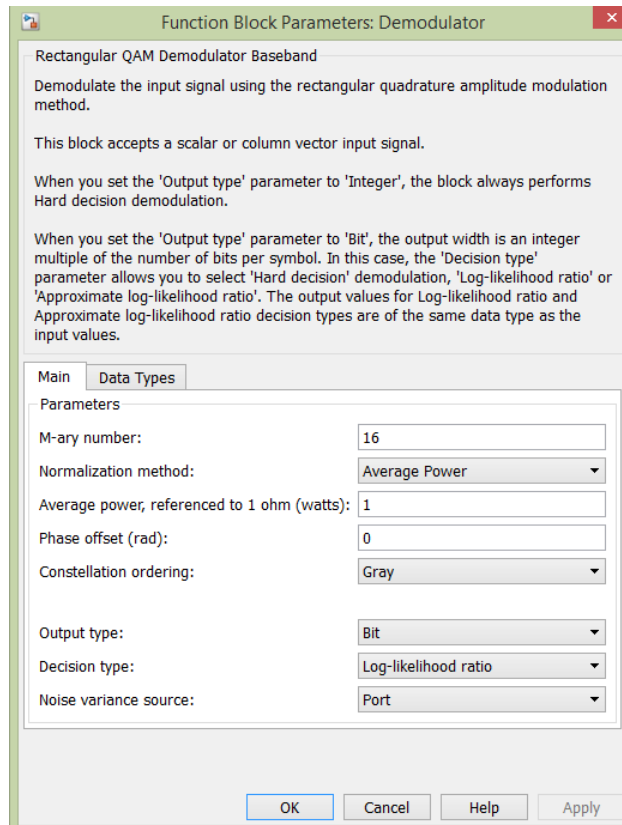 Function Block Parameters: Demodulator
Rectangular QAM Demodulator Baseband
Demodulate the input signal using the rectangular quadrature amplitude modulation
method.
This block accepts a scalar or column vector input signal.
When you set the 'Output type' parameter to 'Integer', the block always performs
Hard decision demodulation.
When you set the 'Output type' parameter to 'Bit', the output width is an integer
multiple of the number of bits per symbol. In this case, the 'Decision type'
parameter allows you to select 'Hard decision' demodulation, 'Log-likelihood ratio' or
'Approximate log-likelihood ratio'. The output values for Log-likelihood ratio and
Approximate log-likelihood ratio decision types are of the same data type as the
input values.
Main Data Types
Parameters
M-ary number: 16
Normalization method: Average Power
Average power, referenced to 1 ohm (watts): 1
Phase offset (rad): 0
Constellation ordering: Gray
Output type: Bit
Decision type: Log-likelihood ratio
Noise variance source: Port
OK Cancel Help Apply